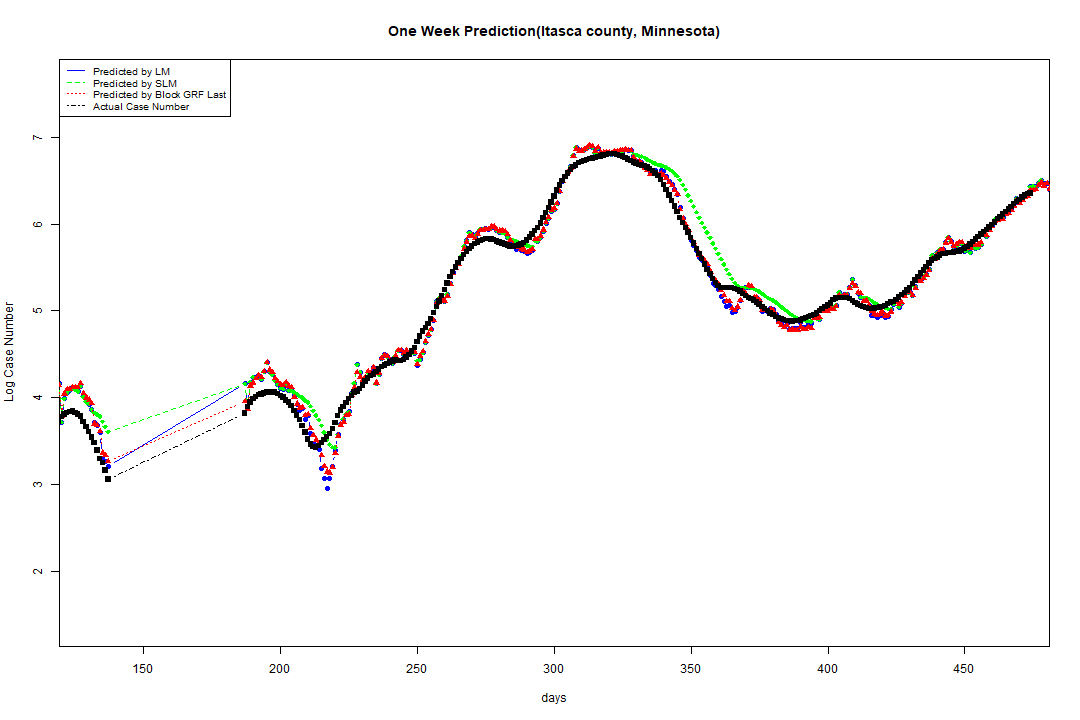 One Week Prediction(Itasca county, Minnesota)
Predicted by LM
Predicted by SLM
Predicted by Block GRF Last
Actual Case Number
7
6
5
4
3
2
Log Case Number
150 200 250 300 350 400 450
days